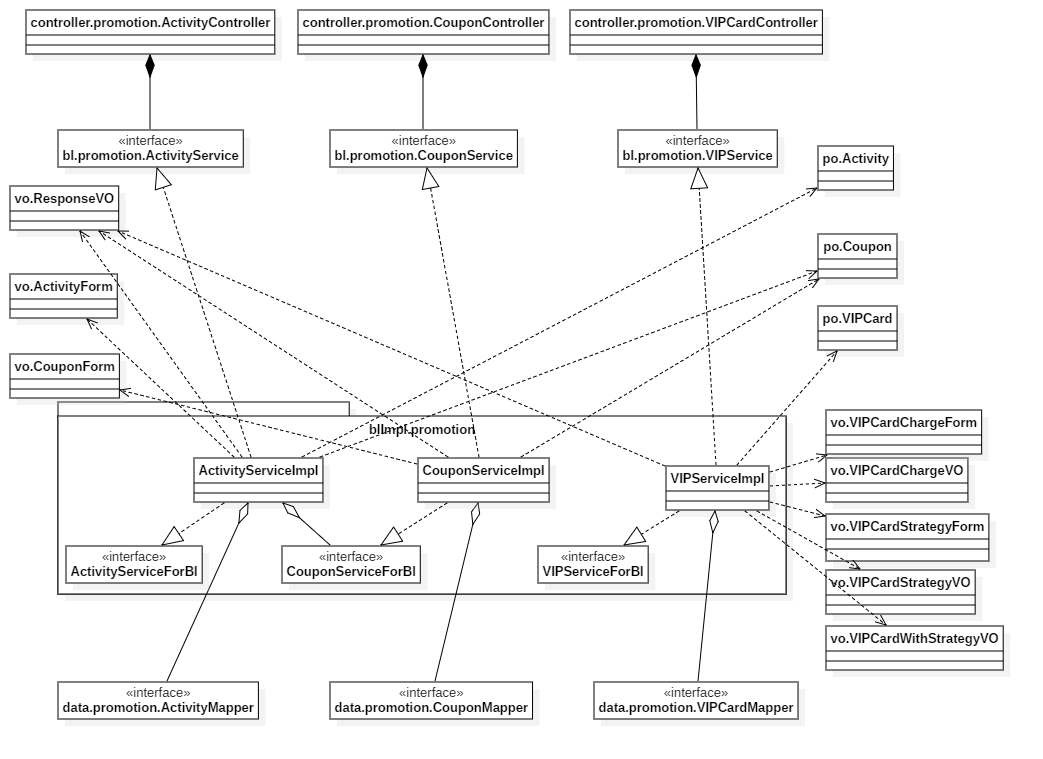 controller.promotion.ActivityController
controller.promotion.CouponController
controller.promotion.VIPCardController
«interface»
bl.promotion.ActivityService
«interface»
bl.promotion.CouponService
«interface»
bl.promotion.VIPService
po.Activity
vo.ResponseVO
po.Coupon
vo.ActivityForm
po.VIPCard
vo.CouponForm
blImpl.promotion
vo.VIPCardChargeForm
ActivityServiceImpl
CouponServiceImpl
VIPServiceImpl
vo.VIPCardChargeVO
vo.VIPCardStrategyForm
«interface»
ActivityServiceForBl
«interface»
CouponServiceForBl
«interface»
VIPServiceForBl
vo.VIPCardStrategyVO
vo.VIPCardWithStrategyVO
«interface»
data.promotion.ActivityMapper
«interface»
data.promotion.CouponMapper
«interface»
data.promotion.VIPCardMapper